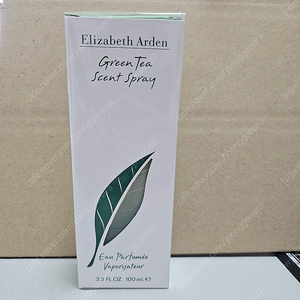 Elizabeth Arden
Green Tea
Scent Spray
Eau Parfumée
Vaporisateur
3.3 FL.OZ. 100 ml ℮